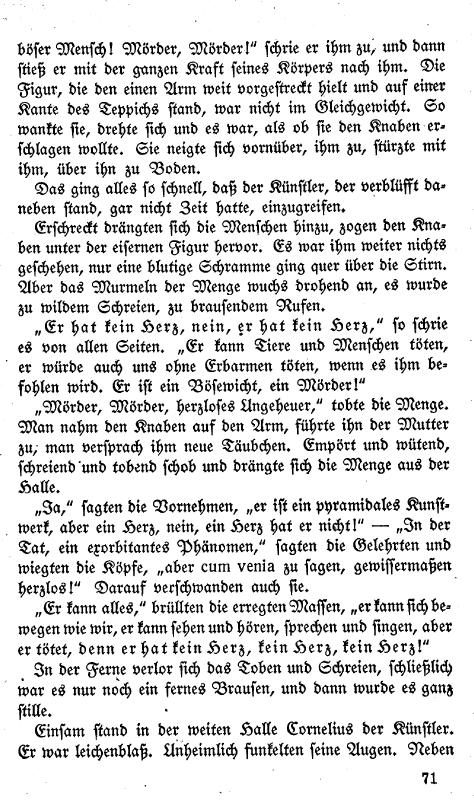 böser Mensch! Mörder, Mörder!“ schrie er ihm zu, und dann
stieß er mit der ganzen Kraft seines Körpers nach ihm. Die
Figur, die den einen Arm weit vorgestreckt hielt und auf einer
Kante des Teppichs stand, war nicht im Gleichgewicht. So
wankte sie, drehte sich und es war, als ob sie den Knaben er-
schlagen wollte. Sie neigte sich vornüber, ihm zu, stürzte mit
ihm, über ihn zu Boden.
Das ging alles so schnell, daß der Künstler, der verblüfft da-
neben stand, gar nicht Zeit hatte, einzugreifen.
Erschreckt drängten sich die Menschen hinzu, zogen den Kna-
ben unter der eisernen Figur hervor. Es war ihm weiter nichts
geschehen, nur eine blutige Schramme ging quer über die Stirn.
Aber das Murmeln der Menge wuchs drohend an, es wurde
zu wildem Schreien, zu brausendem Rufen.
„Er hat kein Herz, nein, er hat kein Herz,“ so schrie
es von allen Seiten. „Er kann Tiere und Menschen töten,
er würde auch uns ohne Erbarmen töten, wenn es ihm be-
fohlen wird. Er ist ein Bösewicht, ein Mörder!“
„Mörder, Mörder, herzloses Ungeheuer,“ tobte die Menge.
Man nahm den Knaben auf den Arm, führte ihn der Mutter
zu, man versprach ihm neue Täubchen. Empört und wütend,
schreiend und tobend schob und drängte sich die Menge aus der
Halle.
„Ja,“ sagten die Vornehmen, „er ist ein pyramidales Kunst-
werk, aber ein Herz, nein, ein Herz hat er nicht!“ — „In der
Tat, ein exorbitantes Phänomen,“ sagten die Gelehrten und
wiegten die Köpfe, „aber cum venia zu sagen, gewissermaßen
herzlos!“ Darauf verschwanden auch sie.
„Er kann alles,“ brüllten die erregten Massen, „er kann sich be-
wegen wie wir, er kann sehen und hören, sprechen und singen, aber
er tötet, denn er hat kein Herz, kein Herz, kein Herz!“
In der Ferne verlor sich das Toben und Schreien, schließlich
war es nur noch ein fernes Brausen, und dann wurde es ganz
stille.
Einsam stand in der weiten Halle Cornelius der Künstler.
Er war leichenblaß. Unheimlich funkelten seine Augen. Neben
71